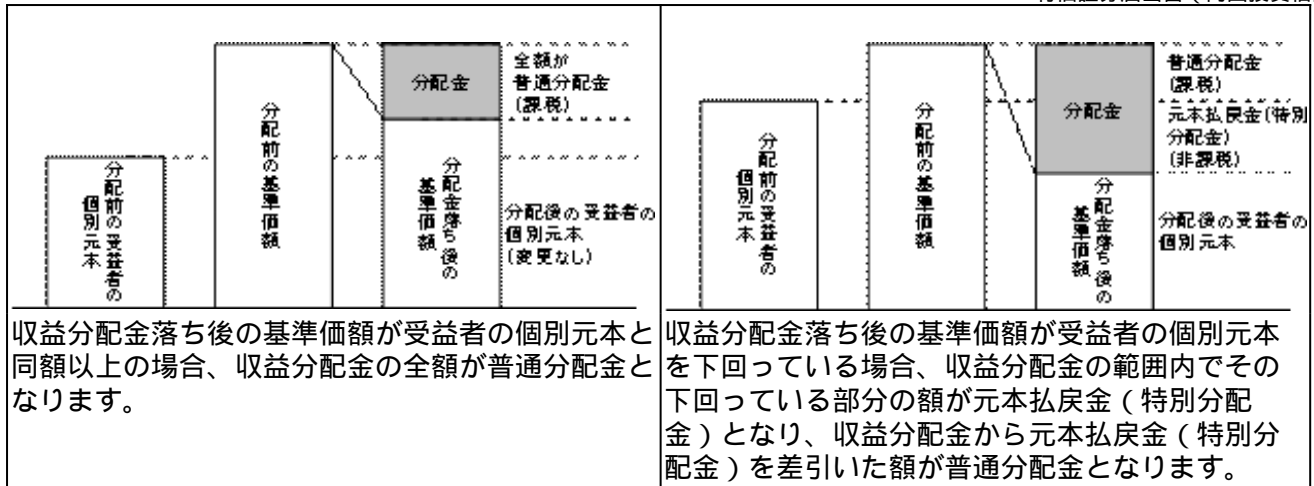 全額が
普通分配金
(課税)
分配金
分配前の受益者の
個別元本
分配前の基準価額
分配金落ち後の
基準価額
分配後の受益者の
個別元本
(変更なし)
収益分配金落ち後の基準価額が受益者の個別元本と
同額以上の場合、収益分配金の全額が普通分配金と
なります。
普通分配金
(課税)
元本払戻金(特別
分配金)
(非課税)
分配金
分配前の受益者の
個別元本
分配前の基準価額
分配金落ち後の
基準価額
分配後の受益者の
個別元本
収益分配金落ち後の基準価額が受益者の個別元本
を下回っている場合、収益分配金の範囲内でその
下回っている部分の額が元本払戻金(特別分配
金)となり、収益分配金から元本払戻金(特別分
配金)を差引いた額が普通分配金となります。